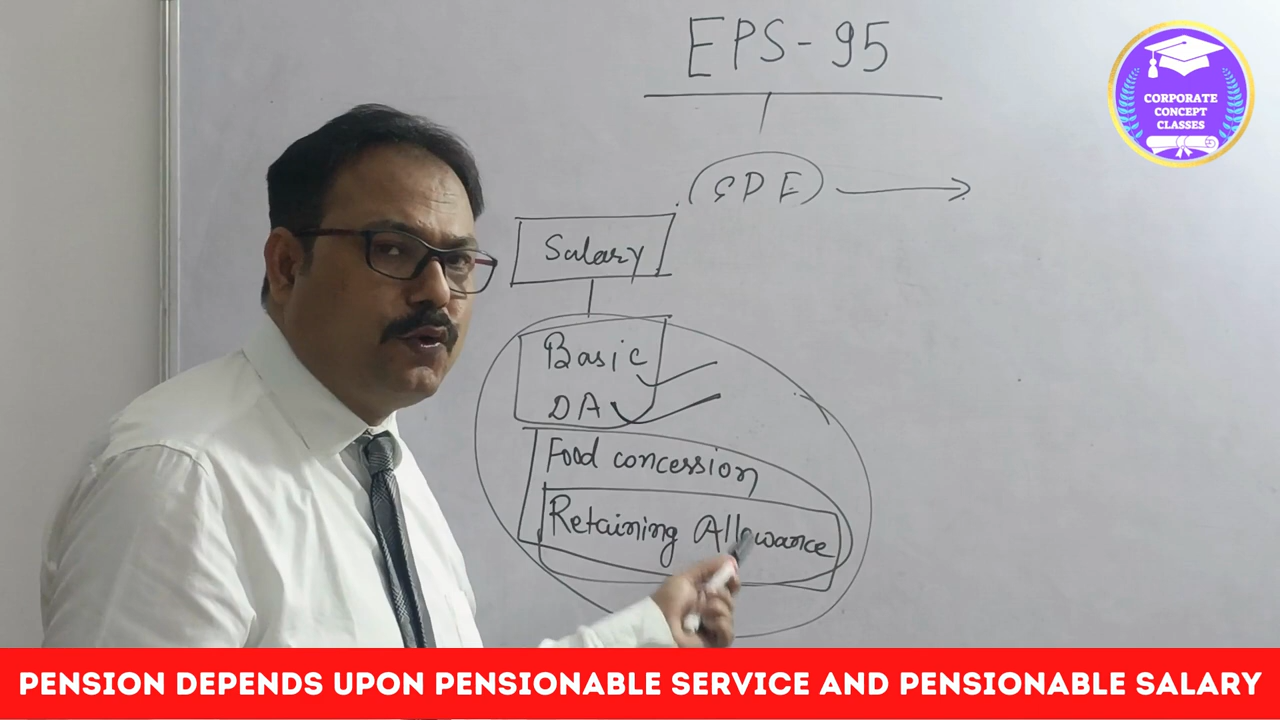 EPS-95
EPF
Salary
Basic
DA
Food concession
Retaining Allowance
CORPORATE
CONCEPT
CLASSES
PENSION DEPENDS UPON PENSIONABLE SERVICE AND PENSIONABLE SALARY